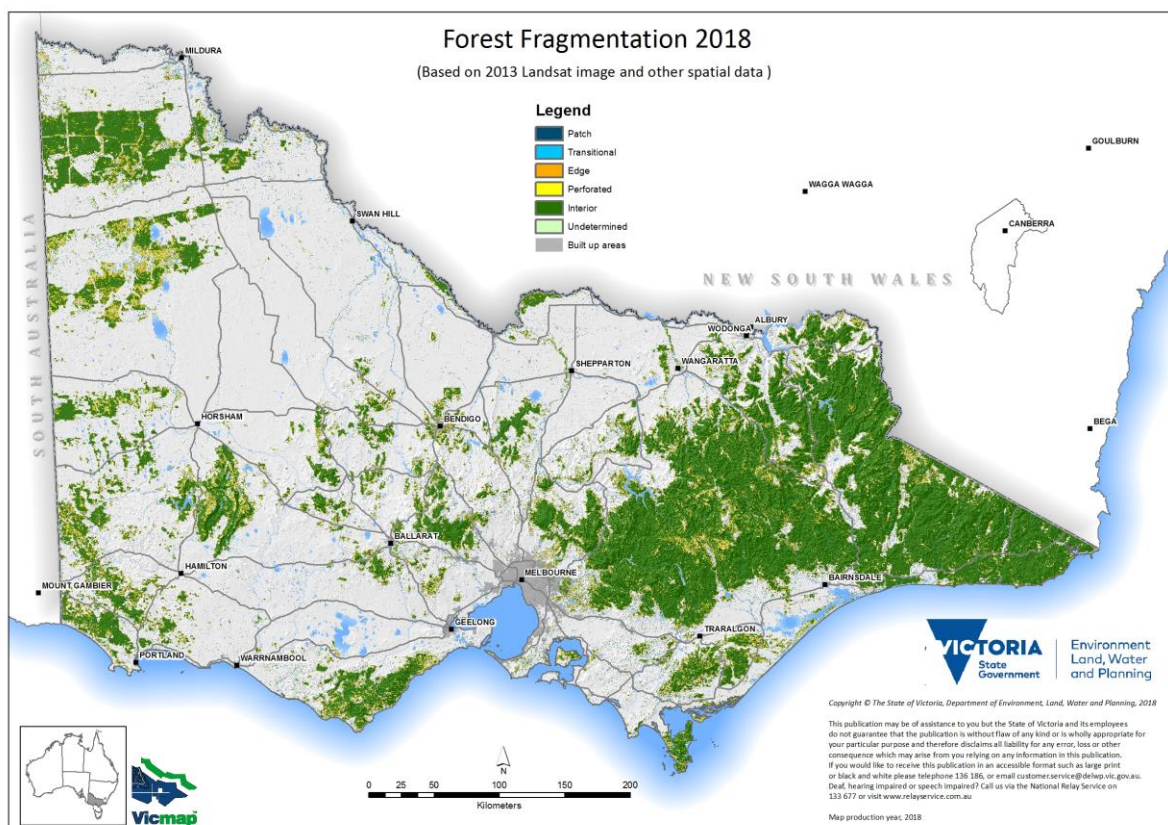 Forest Fragmentation 2018
(Based on 2013 Landsat image and other spatial data )
Legend
Patch
Transitional
Edge
Perforated
Interior
Undetermined
Built up areas
MILDURA
GOULBURN
WAGGA WAGGA
SWAN HILL
CANBERRA
SOUTH AUSTRALIA
NEW SOUTH WALES
ALBURY
WODONGA
SHEPPARTON
WANGARATTA
HORSHAM
BENDIGO
BEGA
BALLARAT
HAMILTON
MELBOURNE
MOUNT GAMBIER
BAIRNSDALE
GEELONG
TRARALGON
PORTLAND
WARRNAMBOOL
VICTORIA
State
Government
Environment
Land, Water
and Planning
Copyright © The State of Victoria, Department of Environment, Land, Water and Planning, 2018
This publication may be of assistance to you but the State of Victoria and its employees
do not guarantee that the publication is without flaw of any kind or is wholly appropriate for
your particular purpose and therefore disclaims all liability for any error, loss or other
consequence which may arise from you relying on any information in this publication.
If you would like to receive this publication in an accessible format such as large print
or black and white please telephone 136 186, or email customer.service@delwp.vic.gov.au.
Deaf, hearing impaired or speech impaired? Call us via the National Relay Service on
133 677 or visit www.relayservice.com.au
Map production year, 2018
Vicmap
N
0 50 100 150 200
Kilometers